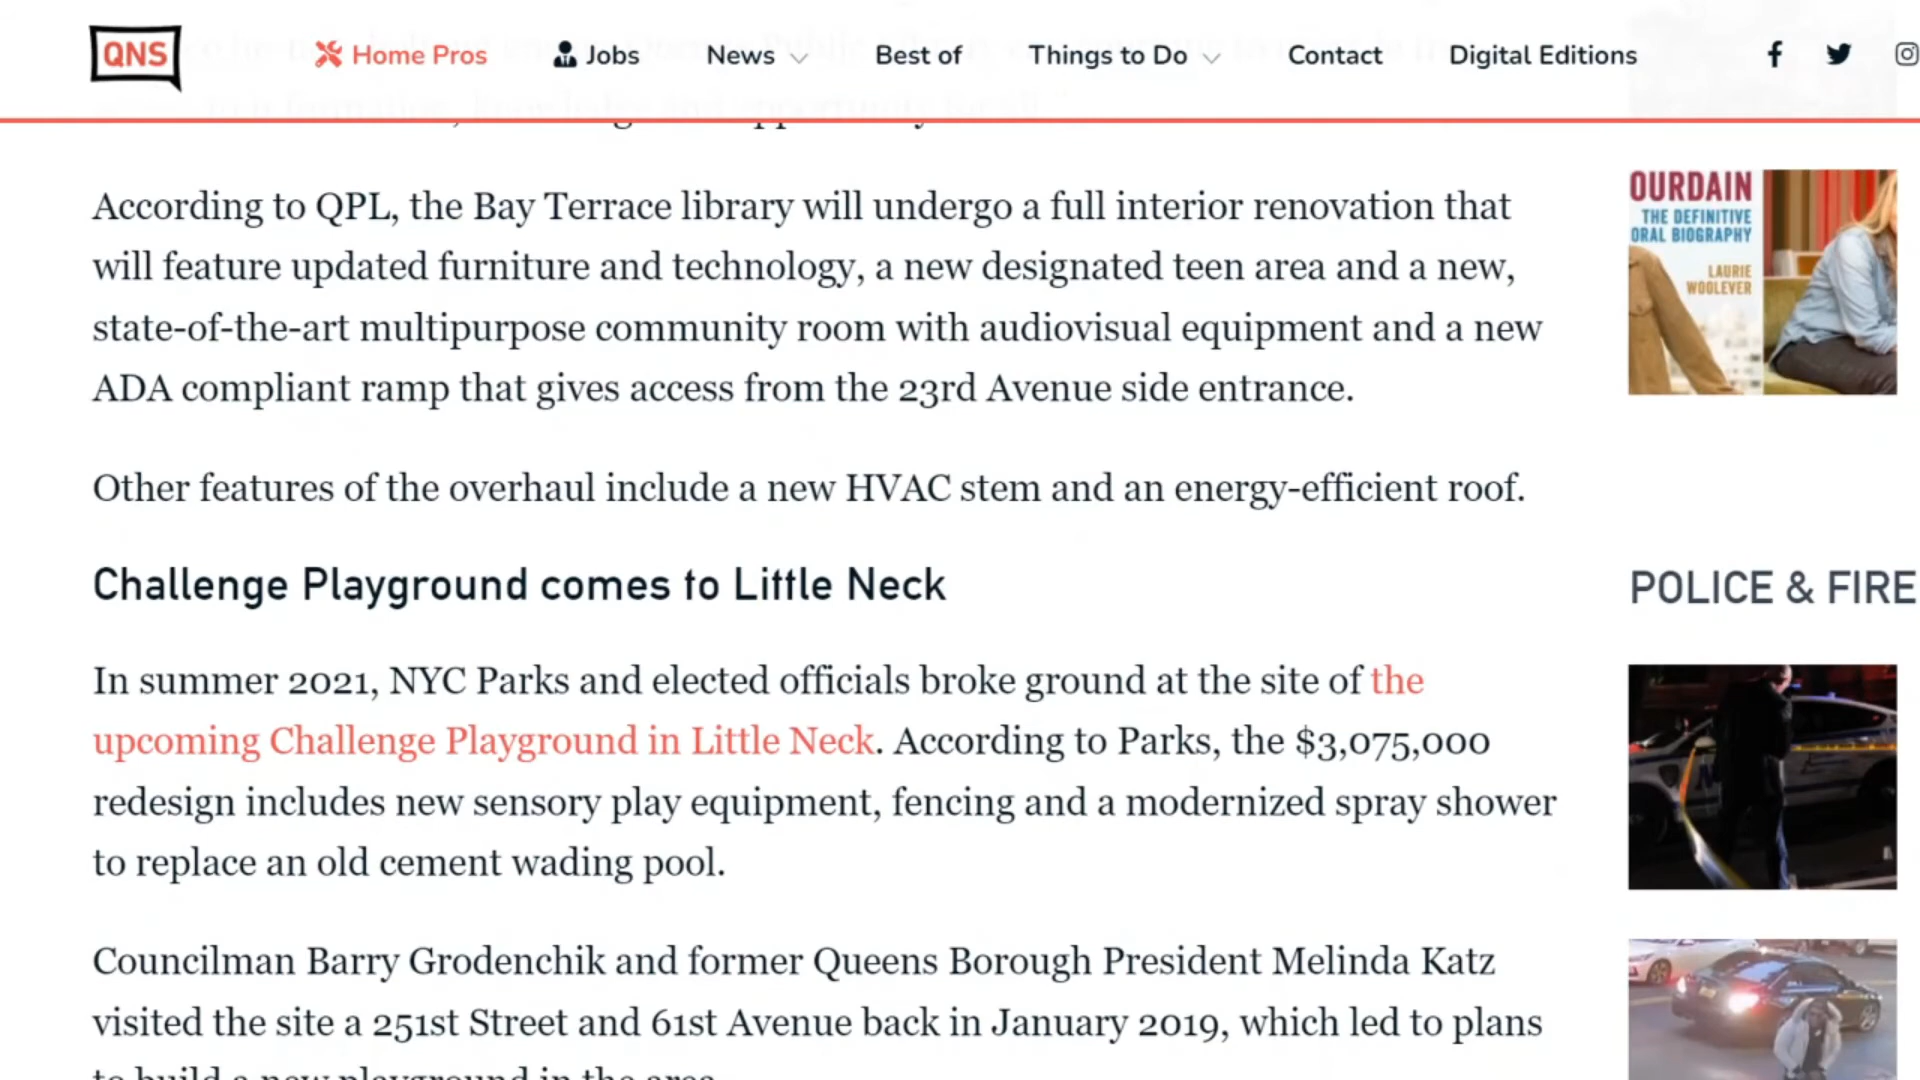 QNS
Home Pros
Jobs
News
Best of
Things to Do
Contact
Digital Editions
According to QPL, the Bay Terrace library will undergo a full interior renovation that
will feature updated furniture and technology, a new designated teen area and a new,
state-of-the-art multipurpose community room with audiovisual equipment and a new
ADA compliant ramp that gives access from the 23rd Avenue side entrance.
Other features of the overhaul include a new HVAC stem and an energy-efficient roof.
Challenge Playground comes to Little Neck
In summer 2021, NYC Parks and elected officials broke ground at the site of the
upcoming Challenge Playground in Little Neck. According to Parks, the $3,075,000
redesign includes new sensory play equipment, fencing and a modernized spray shower
to replace an old cement wading pool.
Councilman Barry Grodenchik and former Queens Borough President Melinda Katz
visited the site a 251st Street and 61st Avenue back in January 2019, which led to plans
to build a new playground in the area.
OURDAIN
THE DEFINITIVE
ORAL BIOGRAPHY
LAURIE
WOOLEVER
POLICE & FIRE